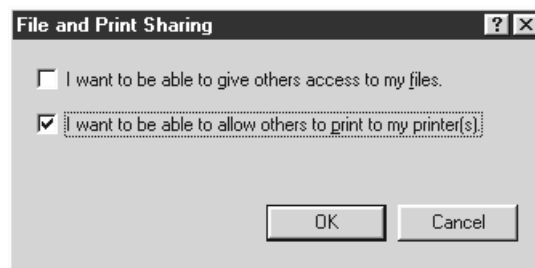 File and Print Sharing
I want to be able to give others access to my files.
I want to be able to allow others to print to my printer(s).
OK Cancel